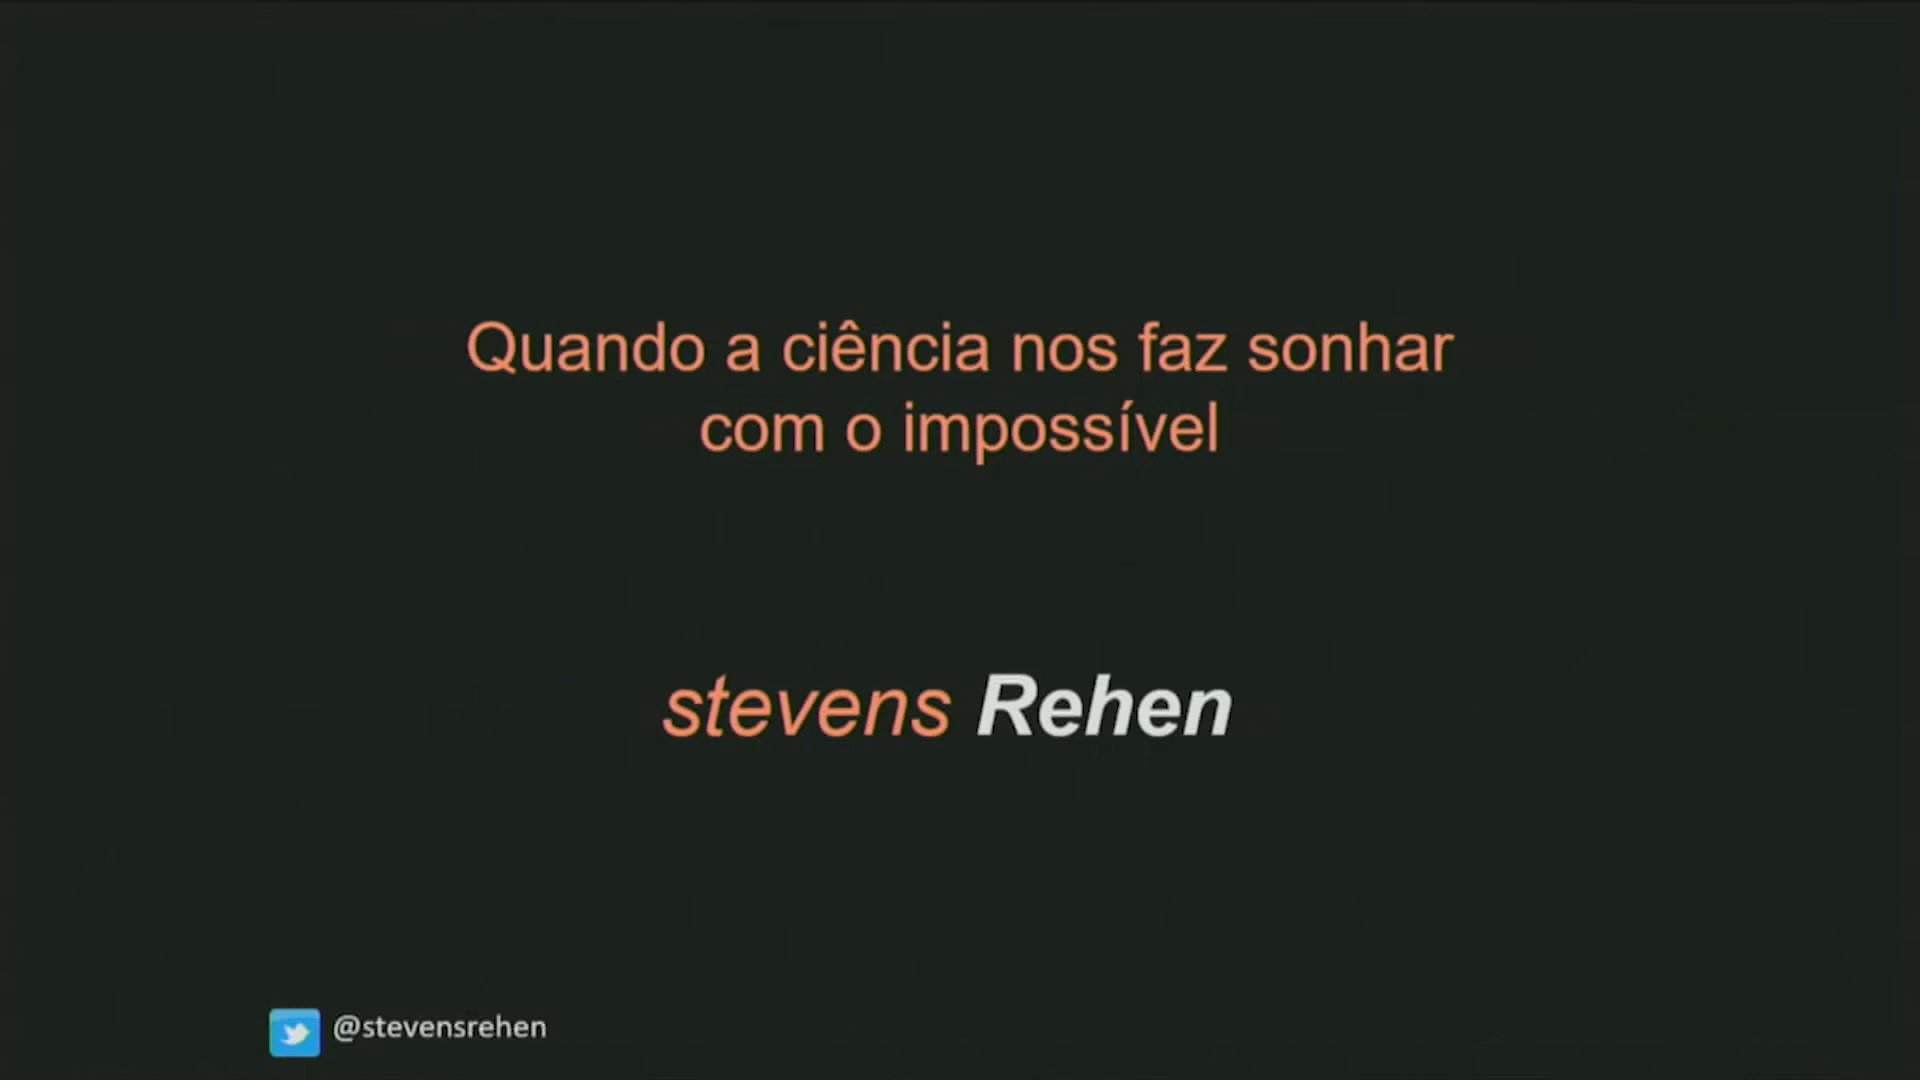 Quando a ciência nos faz sonhar
com o impossível
stevens Rehen
@stevensrehen